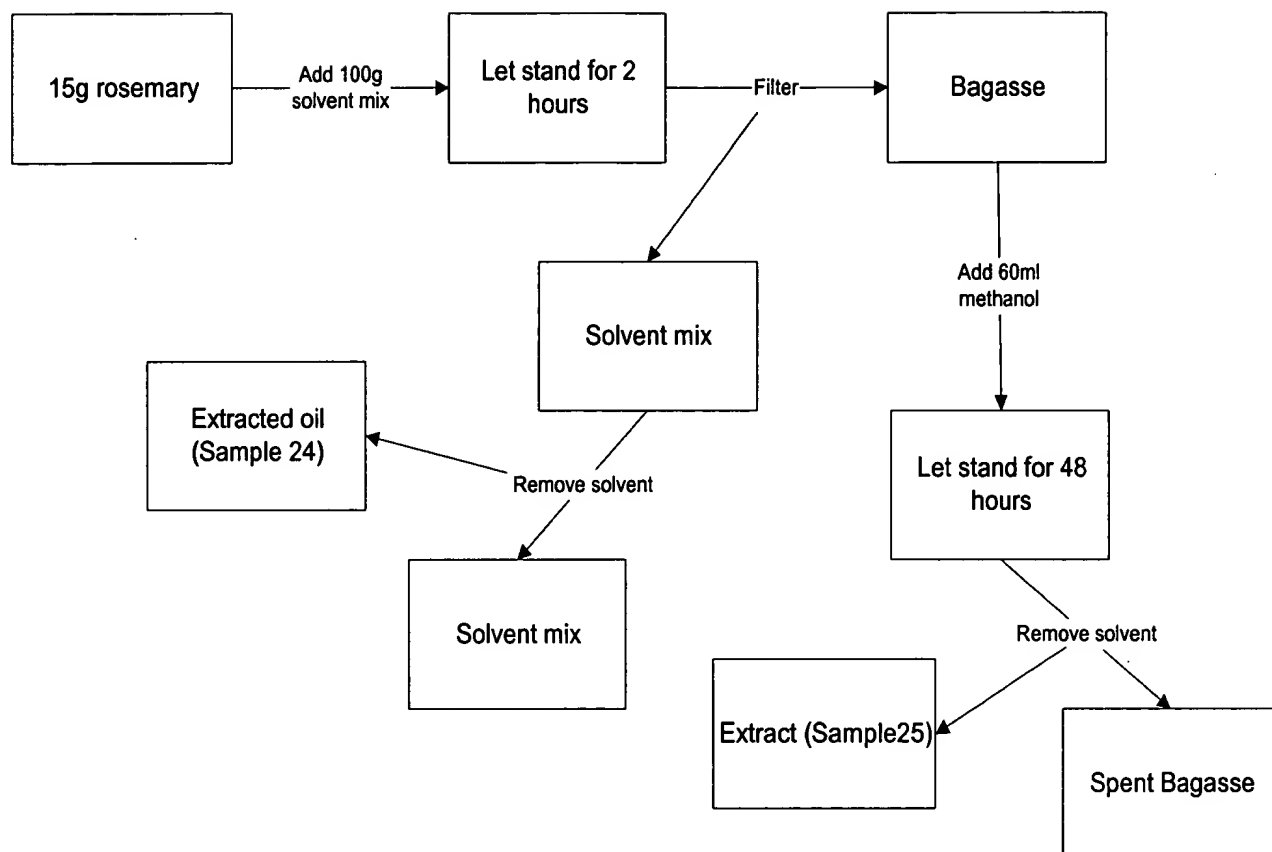 15g rosemary
Add 100g
solvent mix
Let stand for 2
hours
Filter
Bagasse
Add 60ml
methanol
Solvent mix
Extracted oil
(Sample 24)
Remove solvent
Let stand for 48
hours
Solvent mix
Remove solvent
Extract (Sample25)
Spent Bagasse